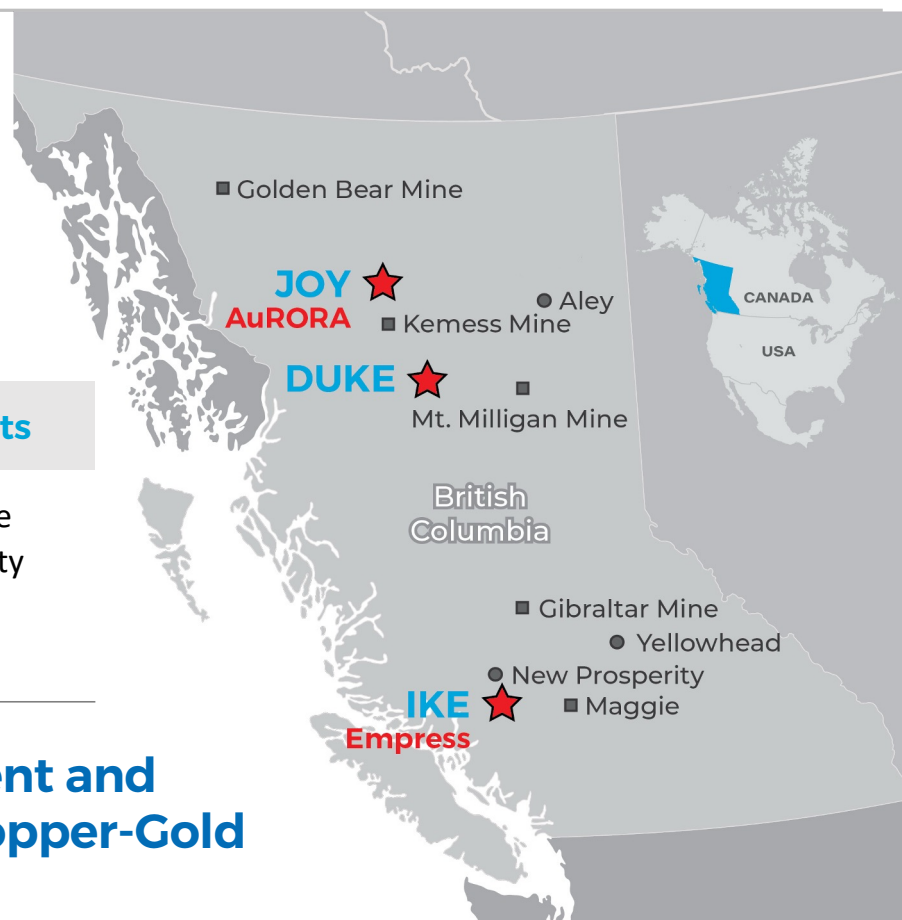 Golden Bear Mine
JOY
AuRORA
Aley
Kemess Mine
DUKE
Mt. Milligan Mine
CANADA
USA
ts
e
ty
British
Columbia
Gibraltar Mine
Yellowhead
New Prosperity
IKE
Maggie
Empress
ent and
opper-Gold